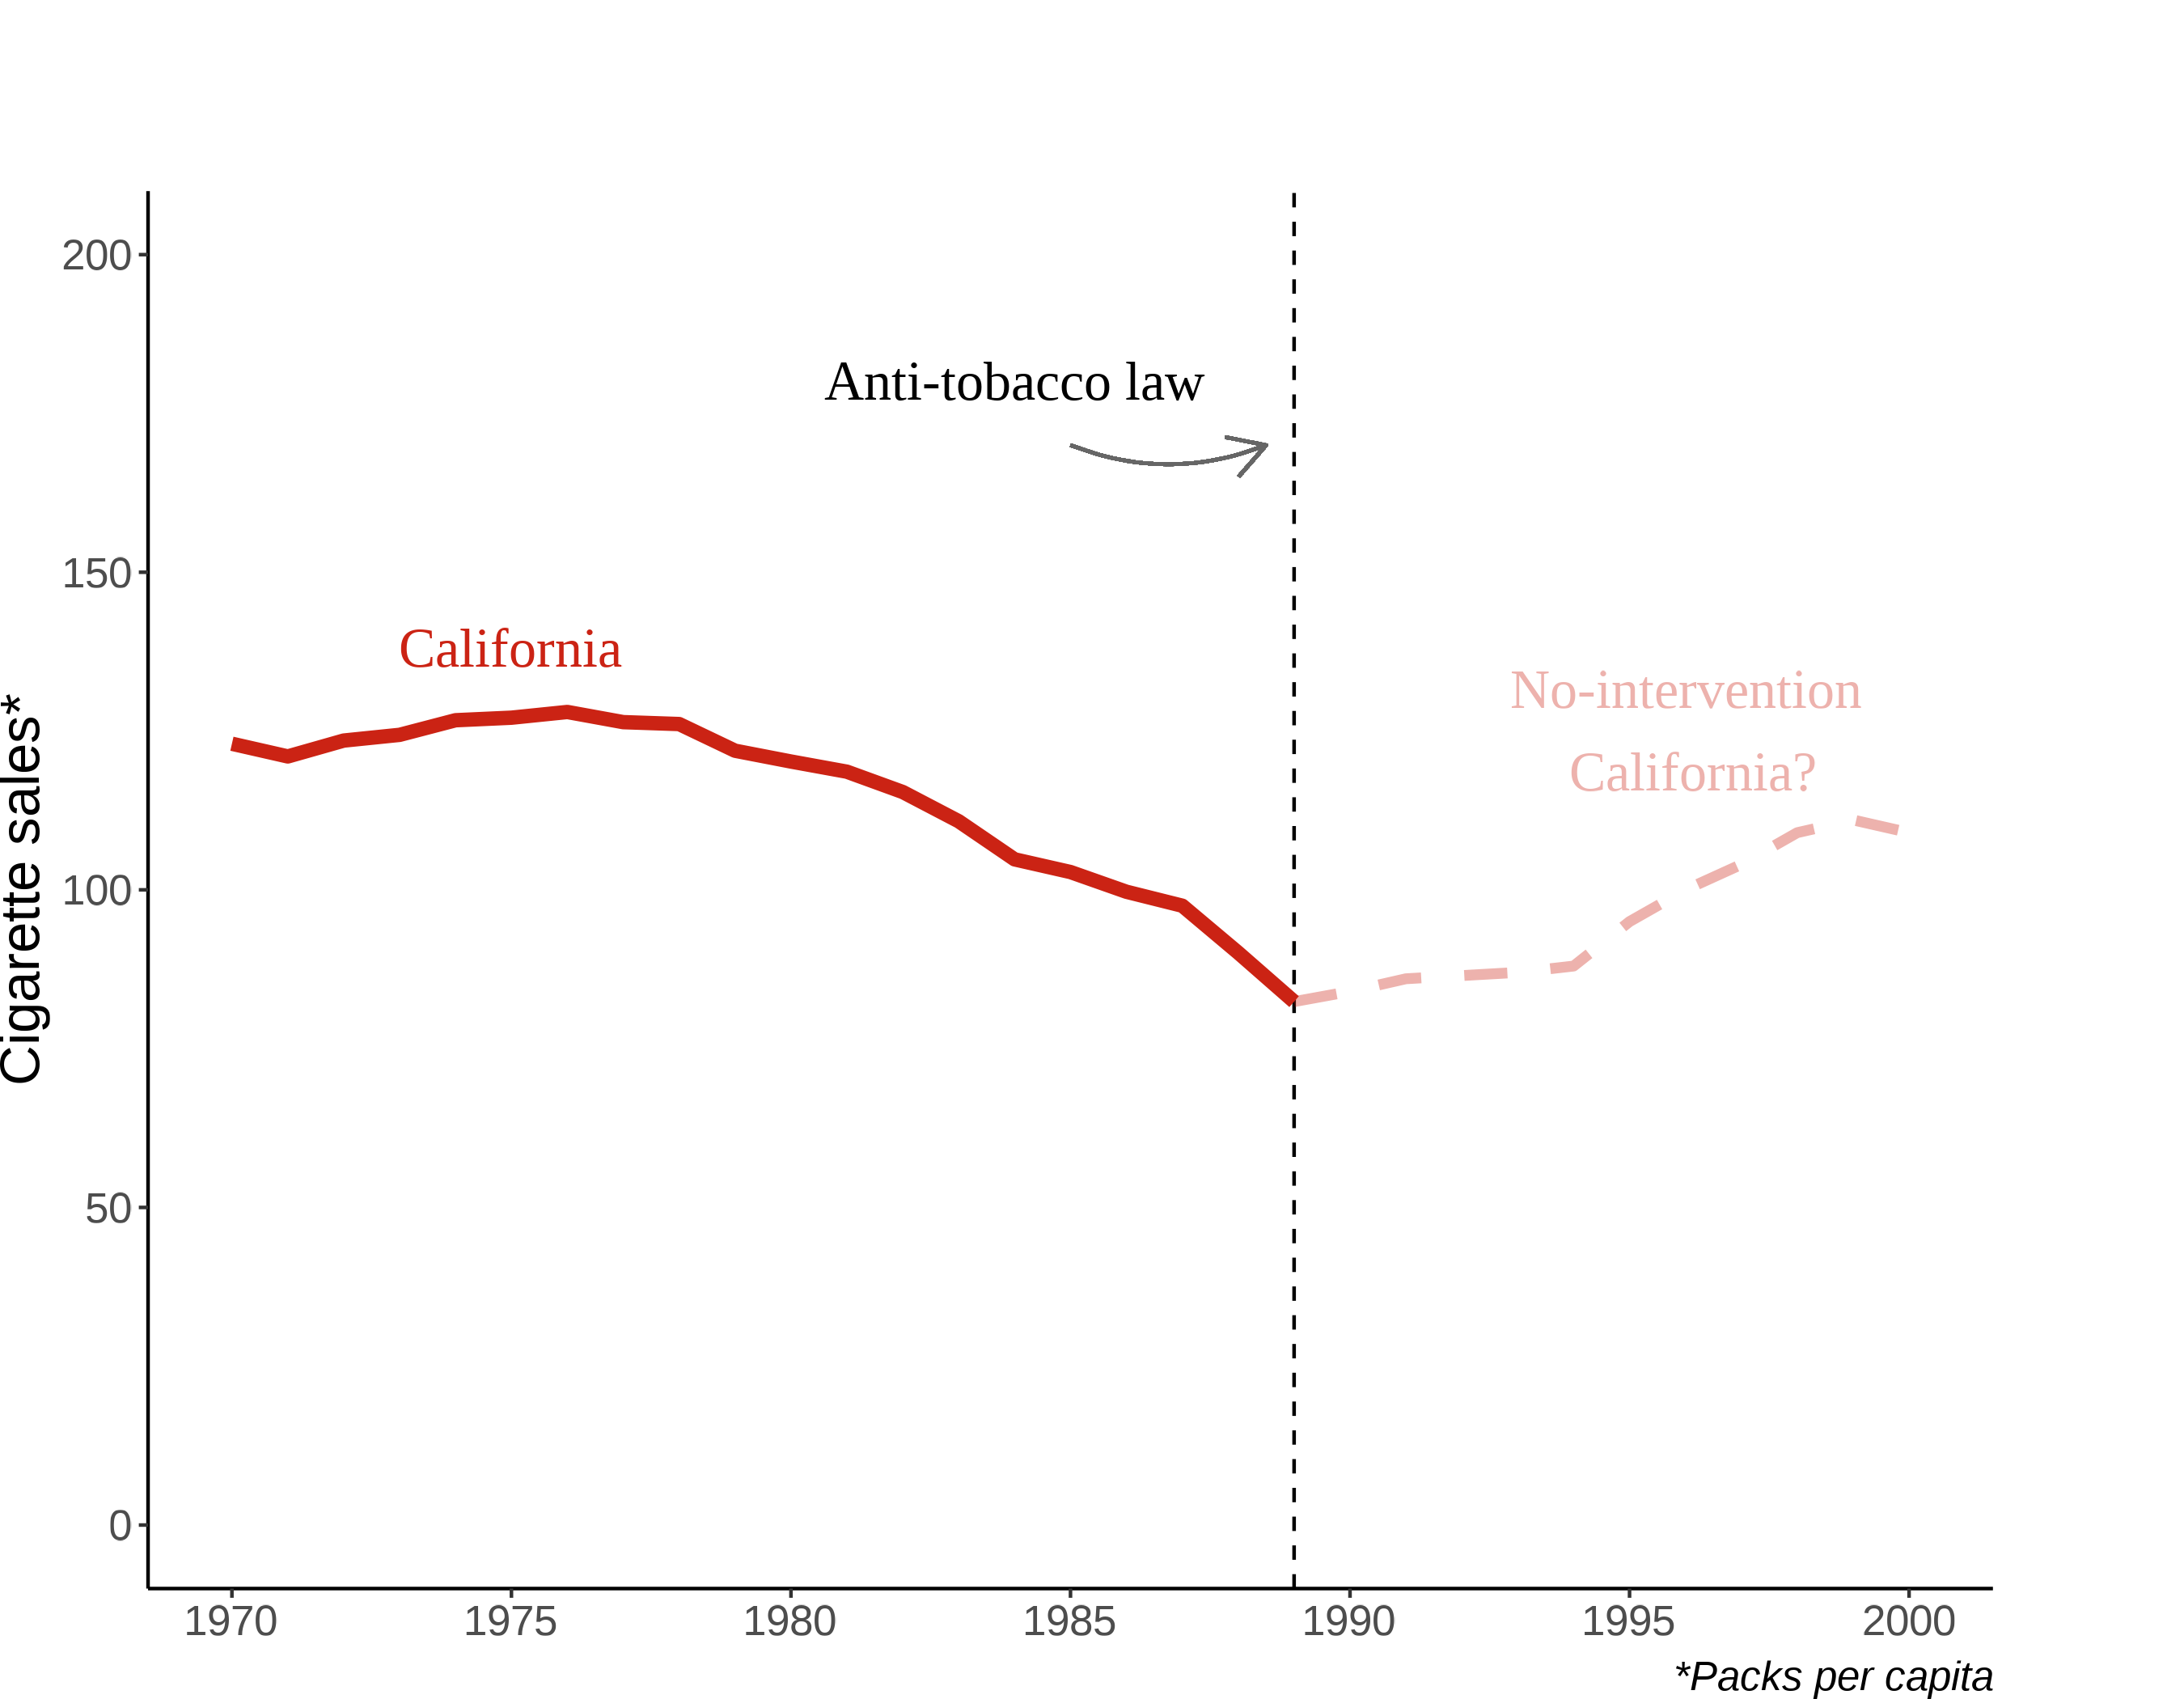 200
Anti-tobacco law
150
California
No-intervention
California?
Cigarette sales*
100
50
0
1970 1975 1980 1985 1990 1995 2000
*Packs per capita